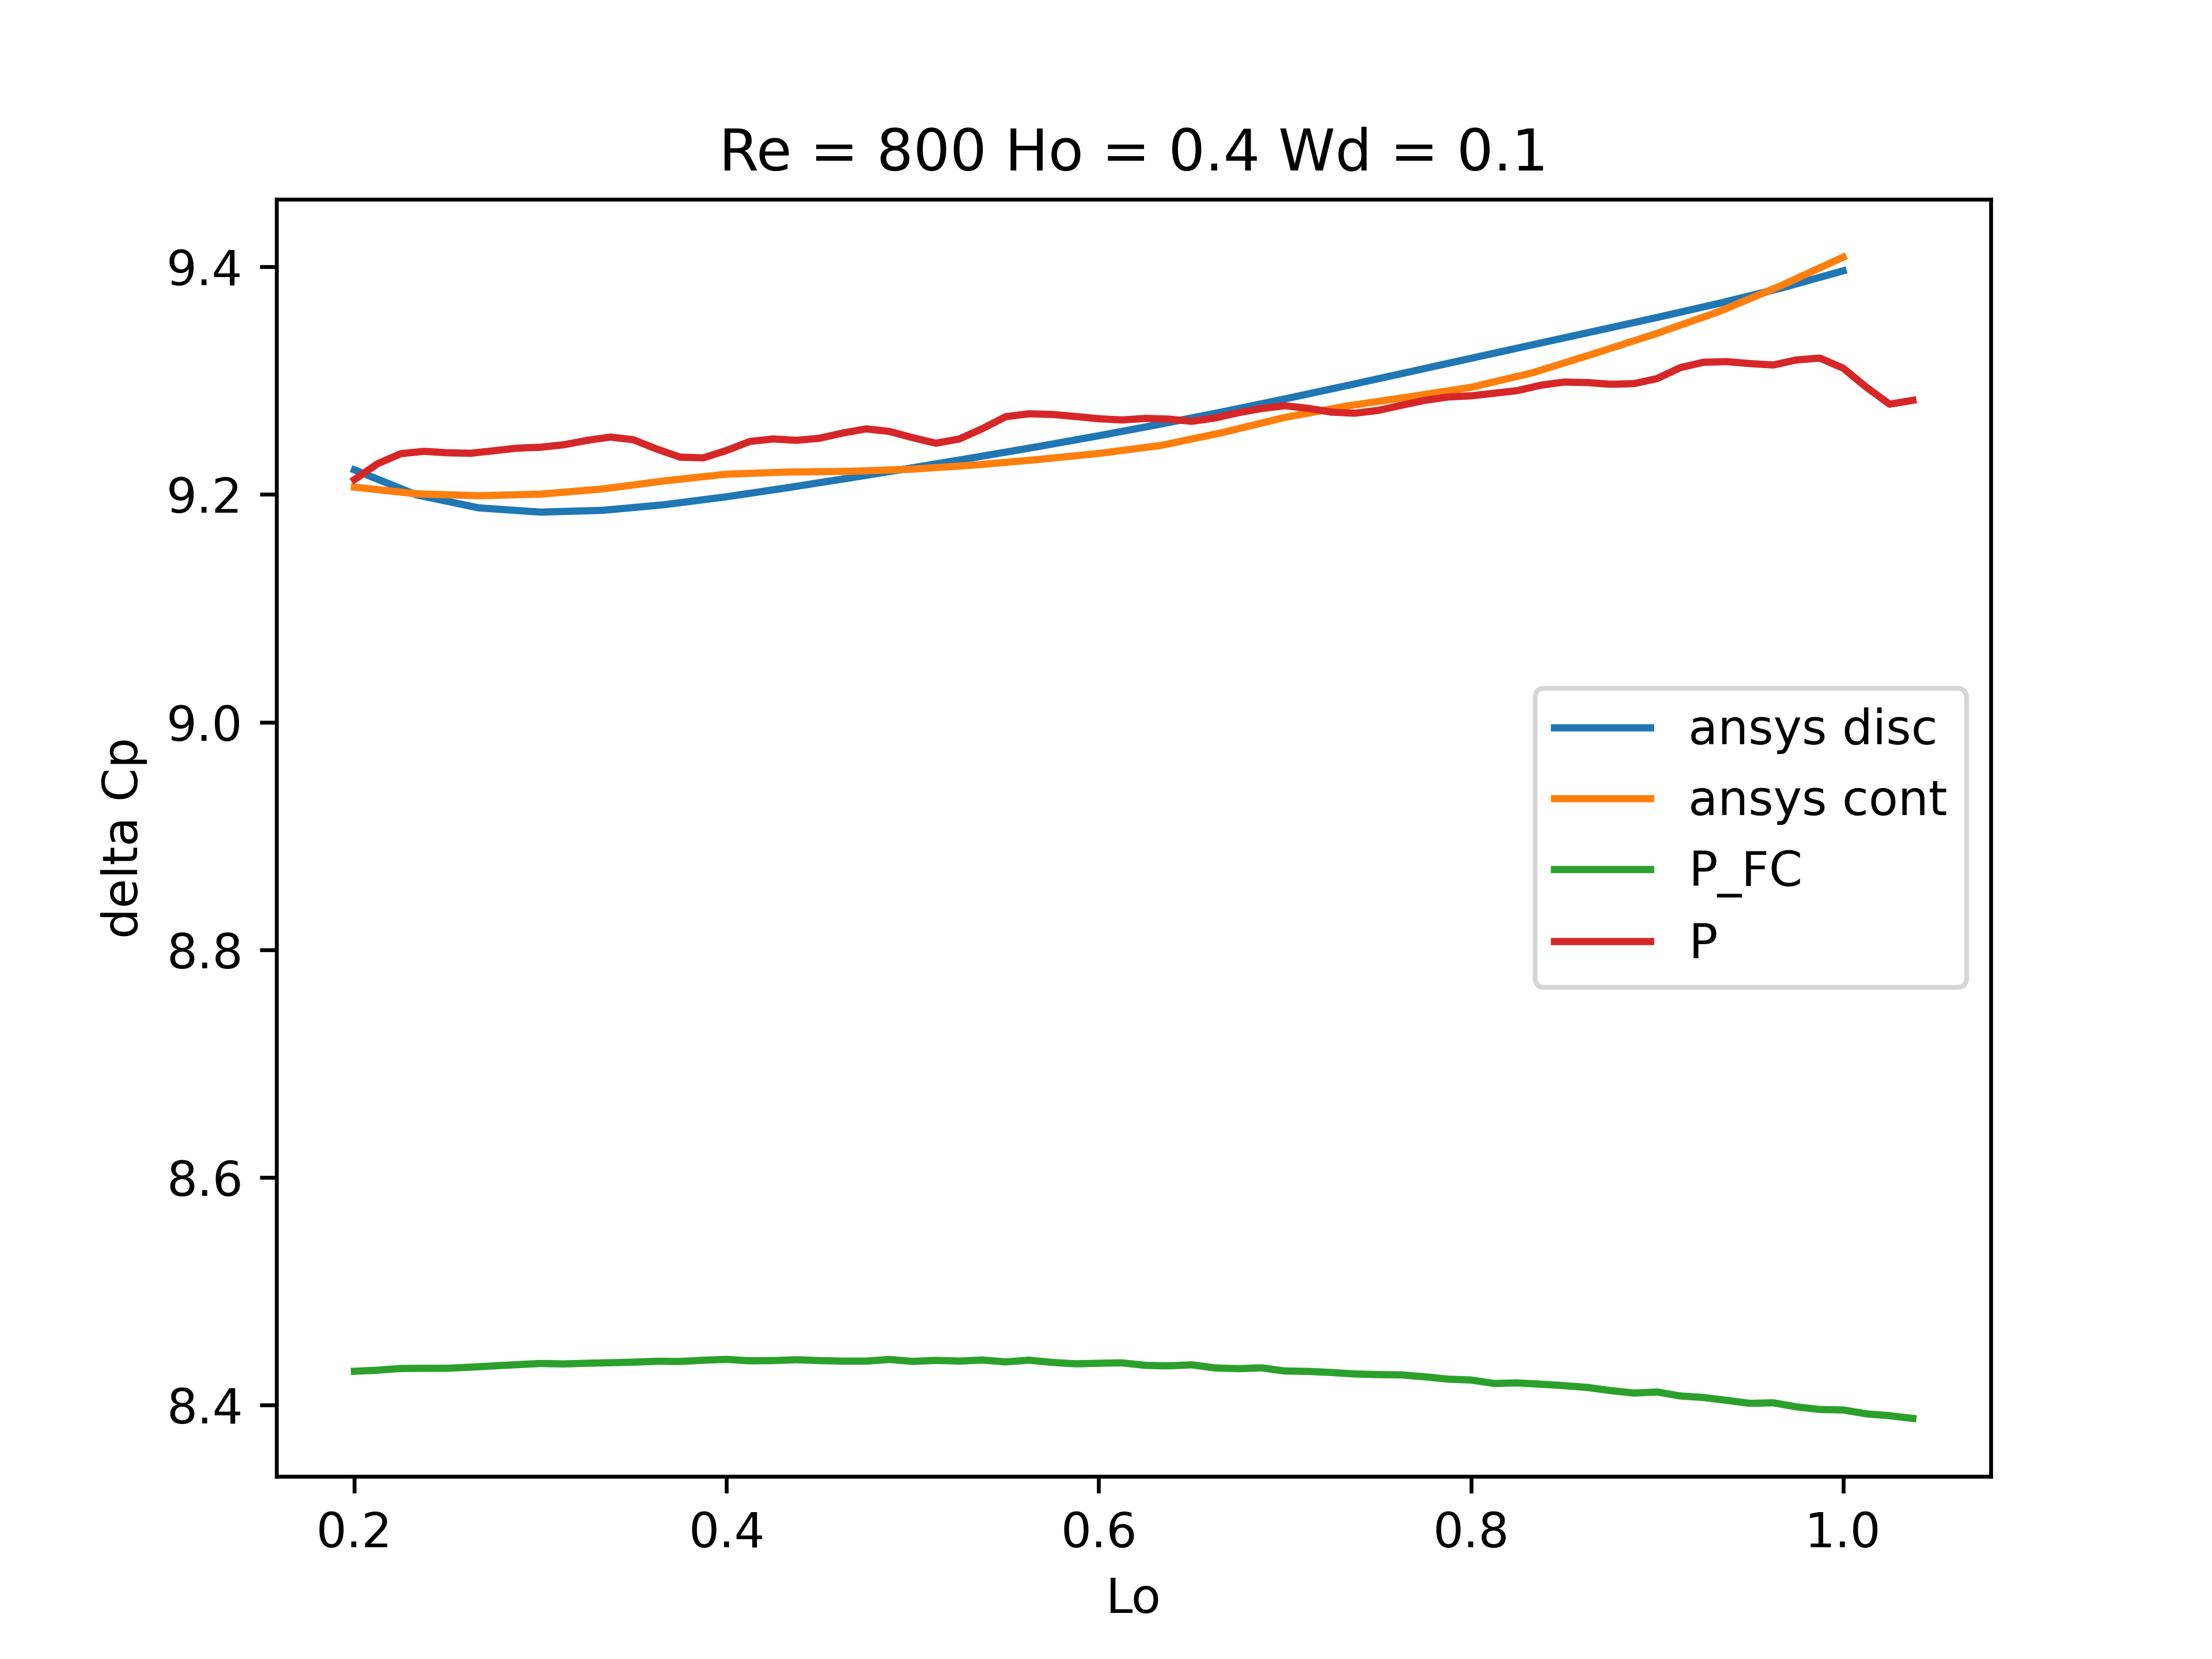 Re = 800 Ho = 0.4 Wd = 0.1
9.4
9.2
9.0
8.8
8.6
8.4
delta Cp
ansys disc
ansys cont
P_FC
P
0.2 0.4 0.6 0.8 1.0
Lo